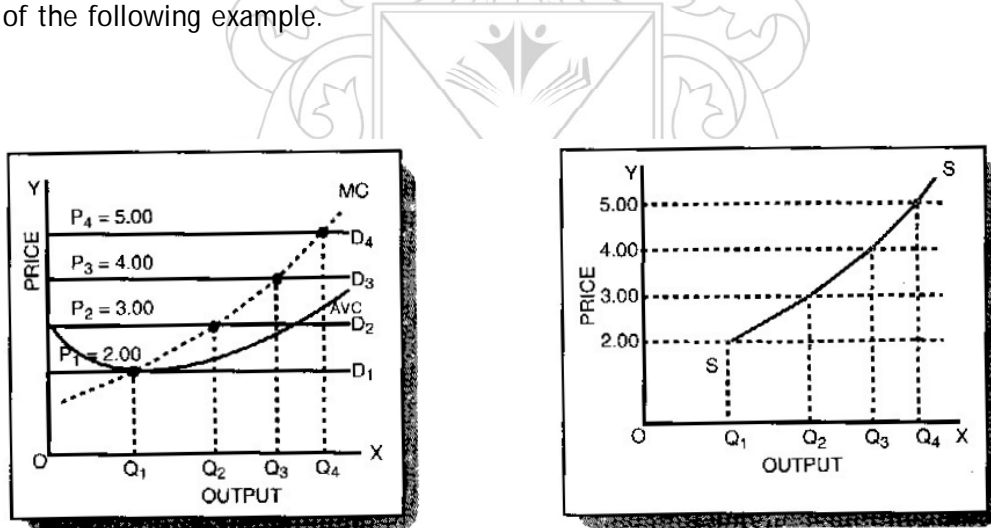 of the following example.
Y
MC
P4 = 5.00
D4
P3 = 4.00
D3
AVC
P2 = 3.00
D2
P1 = 2.00
D1
PRICE
O
Q1 Q2 Q3 Q4 X
OUTPUT
Y
S
5.00
4.00
3.00
2.00
PRICE
S
O
Q1 Q2 Q3 Q4 X
OUTPUT